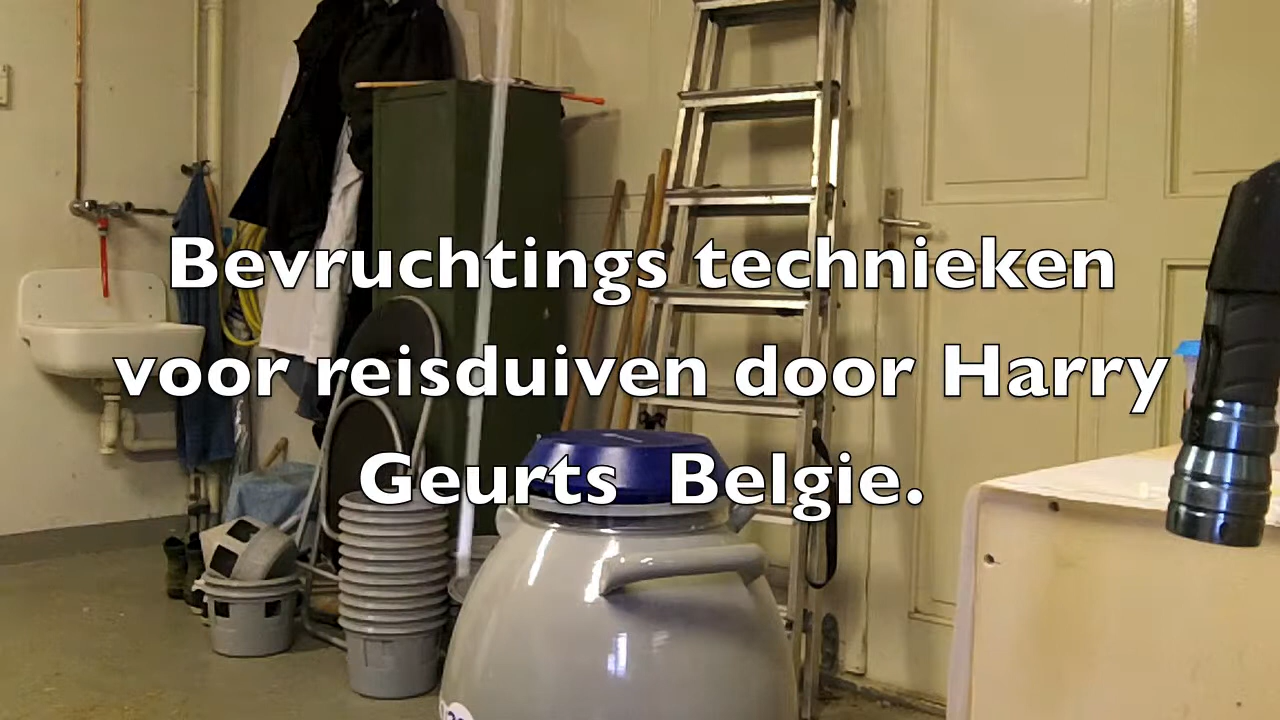 Bevruchtings technieken
voor reisduiven door Harry
Geurts Belgie.